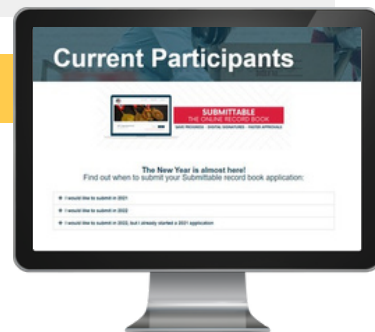 Current Participants
SUBMITTABLE
THE ONLINE RECORD BOOK
SAVE PROGRESS · DIGITAL SIGNATURES · FASTER APPROVALS
The New Year is almost here!
Find out when to submit your Submittable record book application:
+ I would like to submit in 2021
+ I would like to submit in 2022
+ I would like to submit in 2022, but I already started a 2021 application